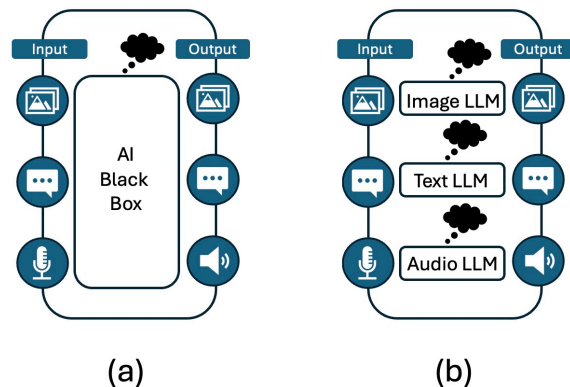 Input
Output
AI
Black
Box
(a)
Input
Output
Image LLM
Text LLM
Audio LLM
(b)